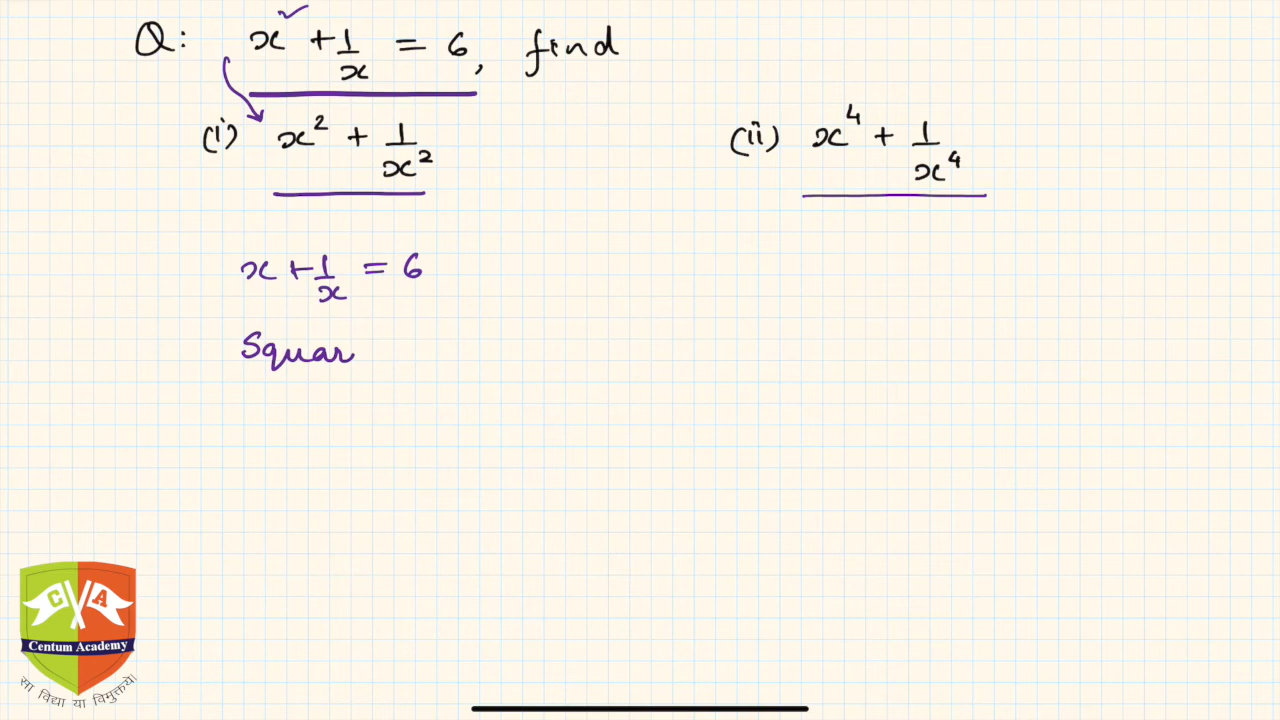 Q: x + 1/x = 6, find
(i) x² + 1/x²
(ii) x⁴ + 1/x⁴
x + 1/x = 6
Squar
C A
Centum Academy
सा विद्या या विमुक्तये